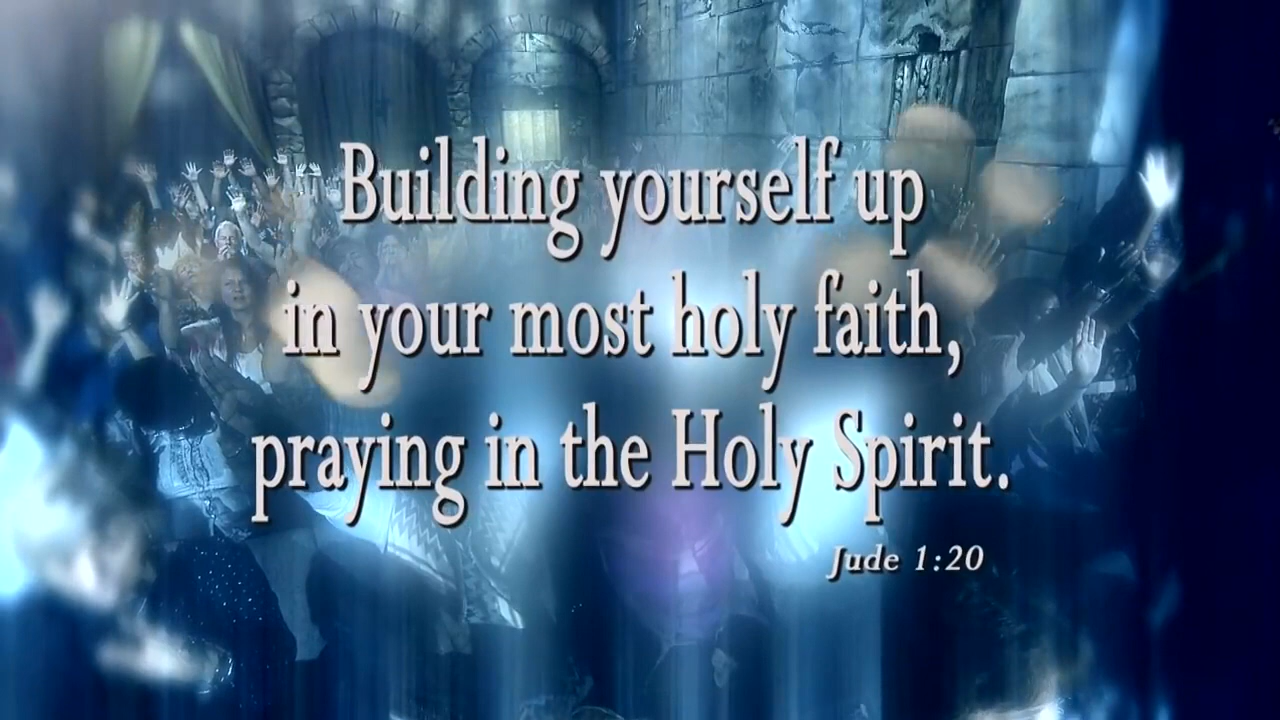 Building yourself up
in your most holy faith,
praying in the Holy Spirit.
Jude 1:20